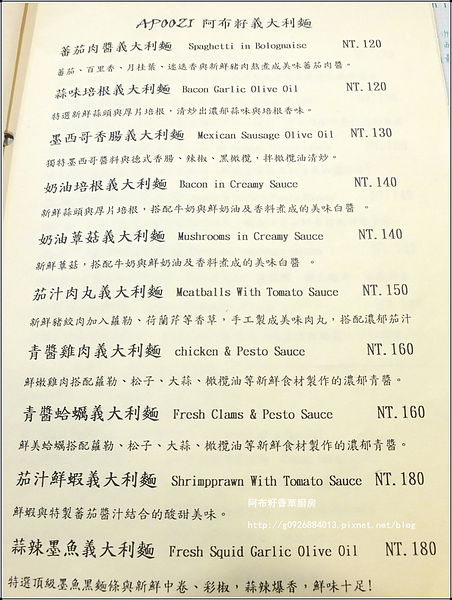 APOOZI 阿布籽義大利麵
蕃茄肉醬義大利麵 Spaghetti in Bolognaise NT.120
蕃茄、百里香、月桂葉、迷迭香與新鮮豬肉熬煮成美味蕃茄肉醬。
蒜味培根義大利麵 Bacon Garlic Olive Oil NT.120
特選新鮮蒜頭與厚片培根，清炒出濃郁蒜味與培根香味。
墨西哥香腸義大利麵 Mexican Sausage Olive Oil NT.130
獨特墨西哥醬料與德式香腸、辣椒、黑橄欖，拌橄欖油清炒。
奶油培根義大利麵 Bacon in Creamy Sauce NT.140
新鮮蒜頭與厚片培根，搭配牛奶與鮮奶油及香料煮成的美味白醬 。
奶油蕈菇義大利麵 Mushrooms in Creamy Sauce NT.140
新鮮蕈菇，搭配牛奶與鮮奶油及香料煮成的美味白醬 。
茄汁肉丸義大利麵 Meatballs With Tomato Sauce NT.150
新鮮豬絞肉加入蘿勒、荷蘭芹等香草，手工製成美味肉丸，搭配濃郁茄汁
青醬雞肉義大利麵 chicken & Pesto Sauce NT.160
鮮嫩雞肉搭配蘿勒、松子、大蒜、橄欖油等新鮮食材製作的濃郁青醬。
青醬蛤蠣義大利麵 Fresh Clams & Pesto Sauce NT.160
鮮美蛤蠣搭配蘿勒、松子、大蒜、橄欖油等新鮮食材製作的濃郁青醬。
茄汁鮮蝦義大利麵 Shrimpprawn With Tomato Sauce NT.180
鮮蝦與特製蕃茄醬汁結合的酸甜美味。
阿布籽香草廚房
http://g0926884013.pixnet.net/blog
蒜辣墨魚義大利麵 Fresh Squid Garlic Olive Oil NT.180
特選頂級墨魚黑麵條與新鮮中卷、彩椒，蒜辣爆香，鮮味十足!